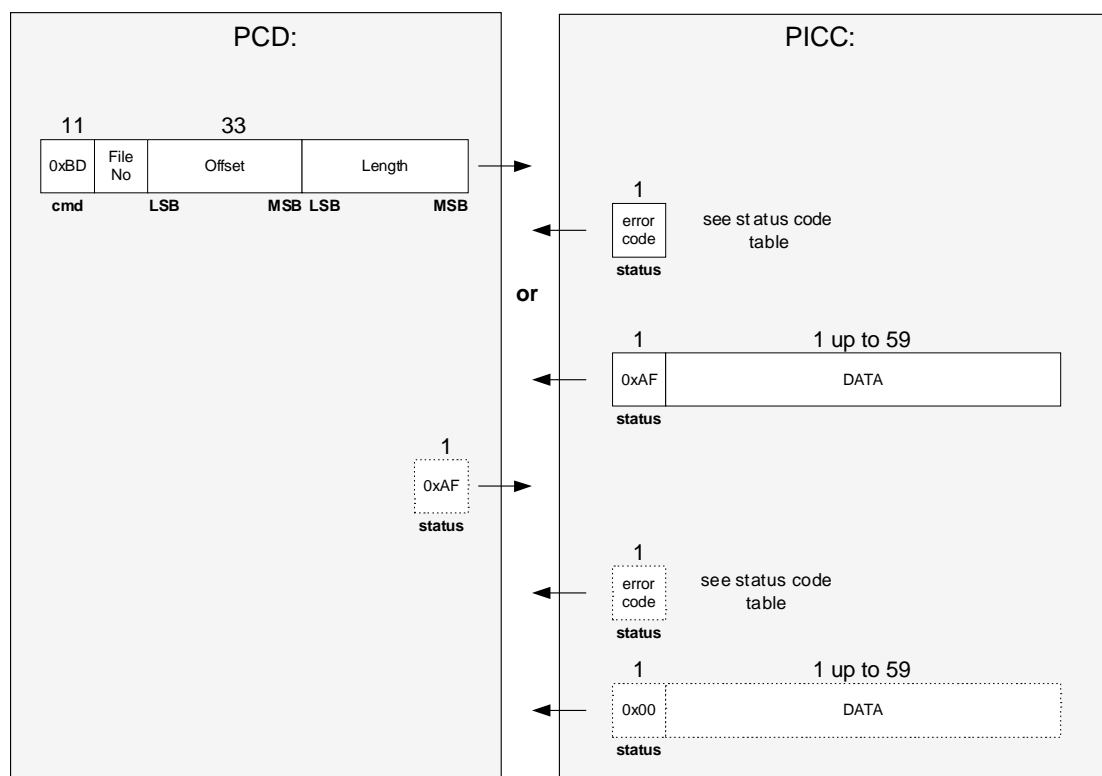 PCD:
PICC:
11 33
0xBD File No Offset Length
cmd LSB MSB LSB MSB
1
error code see status code table
status
or
1 1 up to 59
0xAF DATA
status
1
0xAF
status
1
error code see status code table
status
1 1 up to 59
0x00 DATA
status